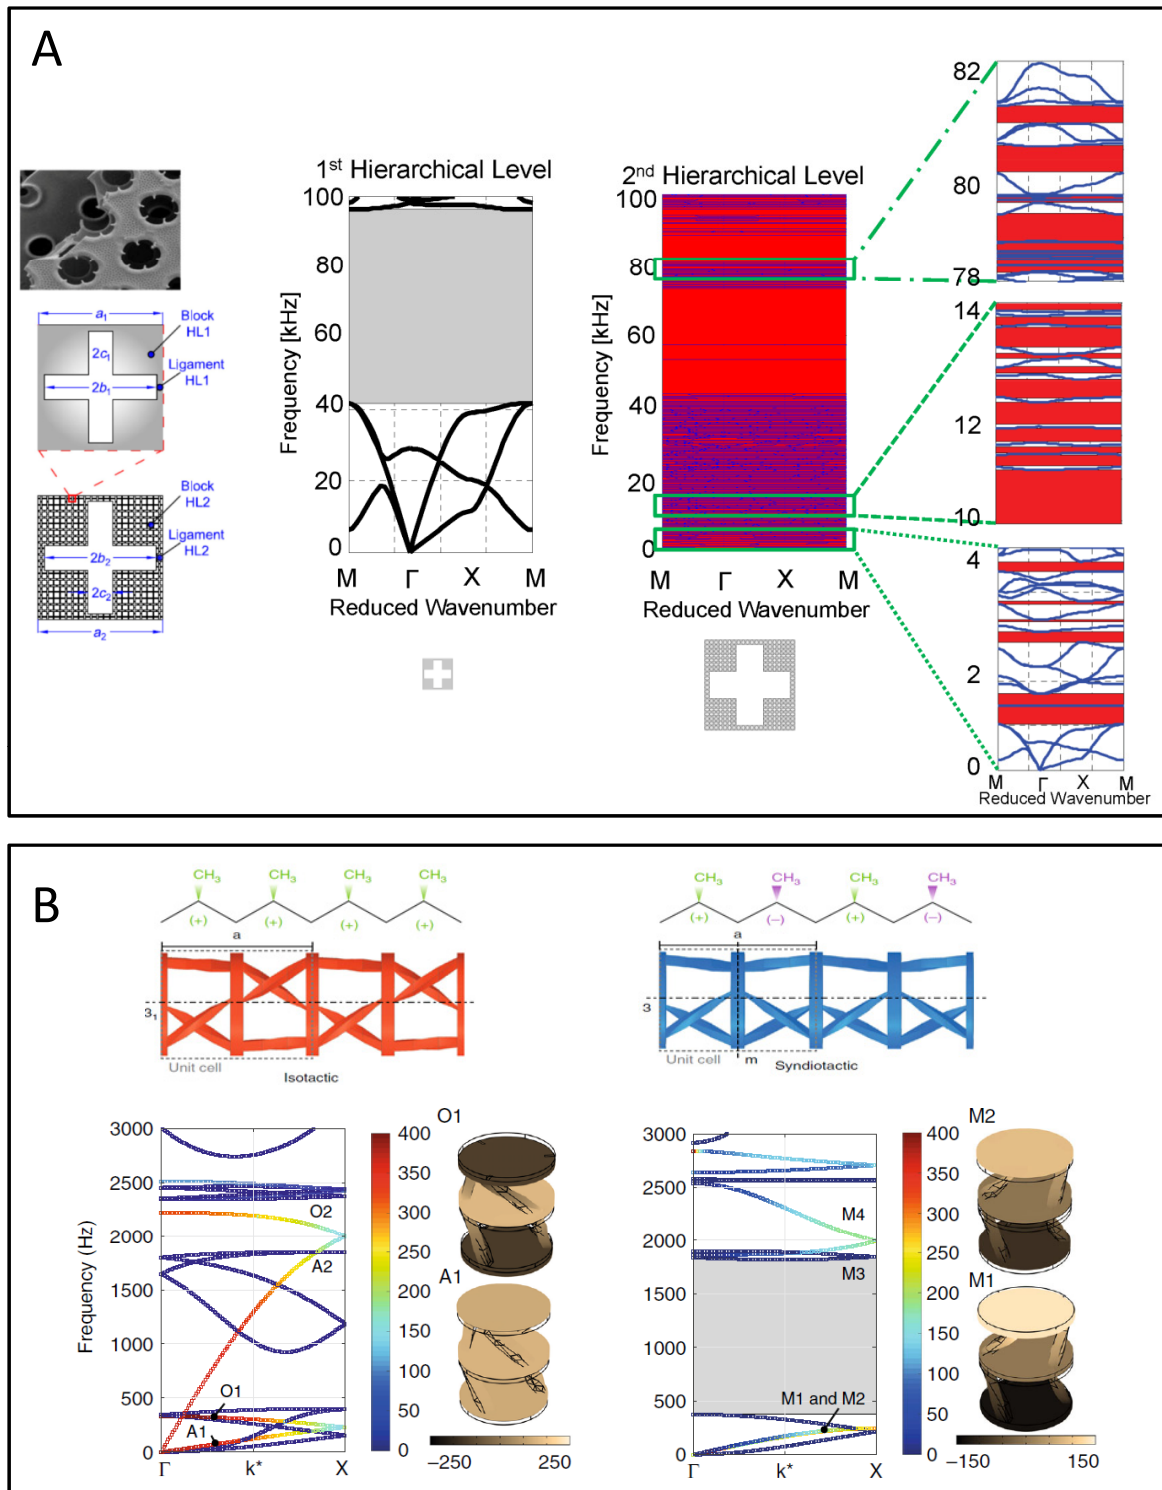 A
1st Hierarchical Level
100
80
60
40
20
0
Frequency [kHz]
M Γ X M
Reduced Wavenumber
2nd Hierarchical Level
100
80
60
40
20
0
Frequency [kHz]
M Γ X M
Reduced Wavenumber
82
80
78
14
12
10
4
2
0
M Γ X M
Reduced Wavenumber
a1
Block
HL1
2c1
Ligament
HL1
2b1
Block
HL2
Ligament
HL2
2b2
2c2
a2
B
CH3 CH3 CH3 CH3
(+) (+) (+) (+)
a
31
Unit cell
Isotactic
CH3 CH3 CH3 CH3
(+) (−) (+) (−)
a
3
Unit cell
m
Syndiotactic
3000
2500
2000
1500
1000
500
0
Frequency (Hz)
O2
A2
O1
A1
Γ k* X
400
350
300
250
200
150
100
50
0
O1
A1
−250 250
3000
2500
2000
1500
1000
500
0
M4
M3
M1 and M2
Γ k* X
400
350
300
250
200
150
100
50
0
M2
M1
−150 150